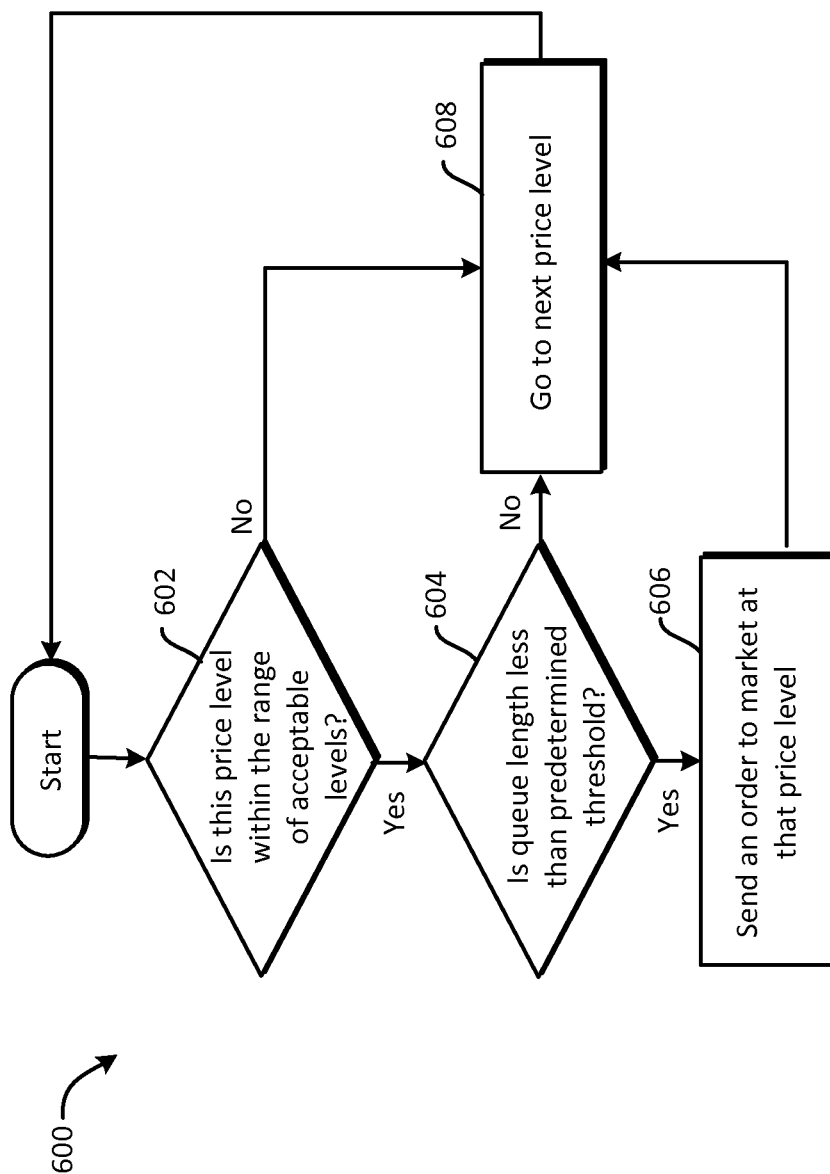 600
Start
602
Is this price level
within the range
of acceptable
levels?
No
Yes
604
Is queue length less
than predetermined
threshold?
No
Yes
606
Send an order to market at
that price level
608
Go to next price level